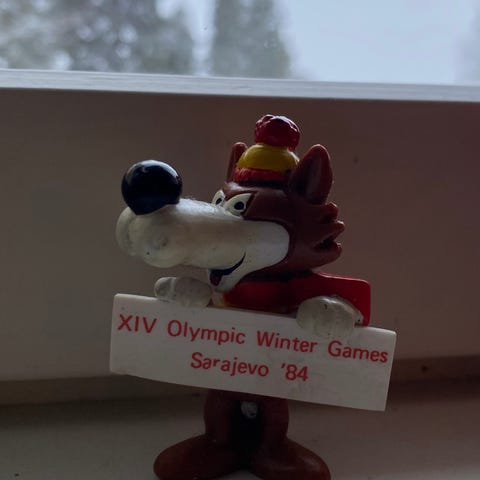 XIV Olympic Winter Games
Sarajevo '84